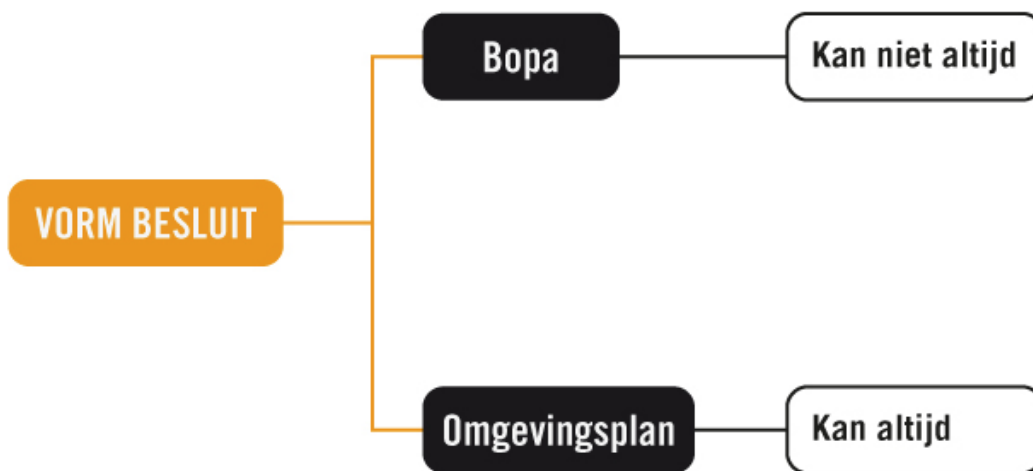 Bopa
Kan niet altijd
VORM BESLUIT
Omgevingsplan
Kan altijd